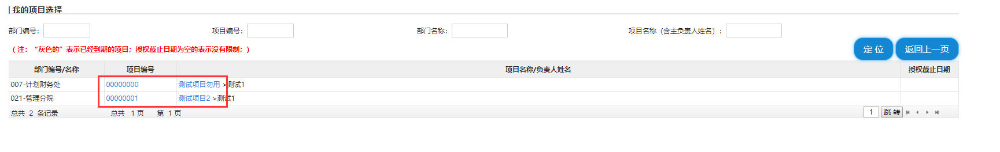 我的项目选择
部门编号： 项目编号： 部门名称： 项目名称（含主负责人姓名）：
（ 注：“灰色的”表示已经到期的项目；授权截止日期为空的表示没有限制；） 定 位 返回上一页
部门编号/名称 项目编号 项目名称/负责人姓名 授权截止日期
007-计划财务处 00000000 测试项目勿用 >测试1
021-管理分院 00000001 测试项目2 >测试1
总共 2 条记录 总共 1 页 第 1 页 1 跳 转